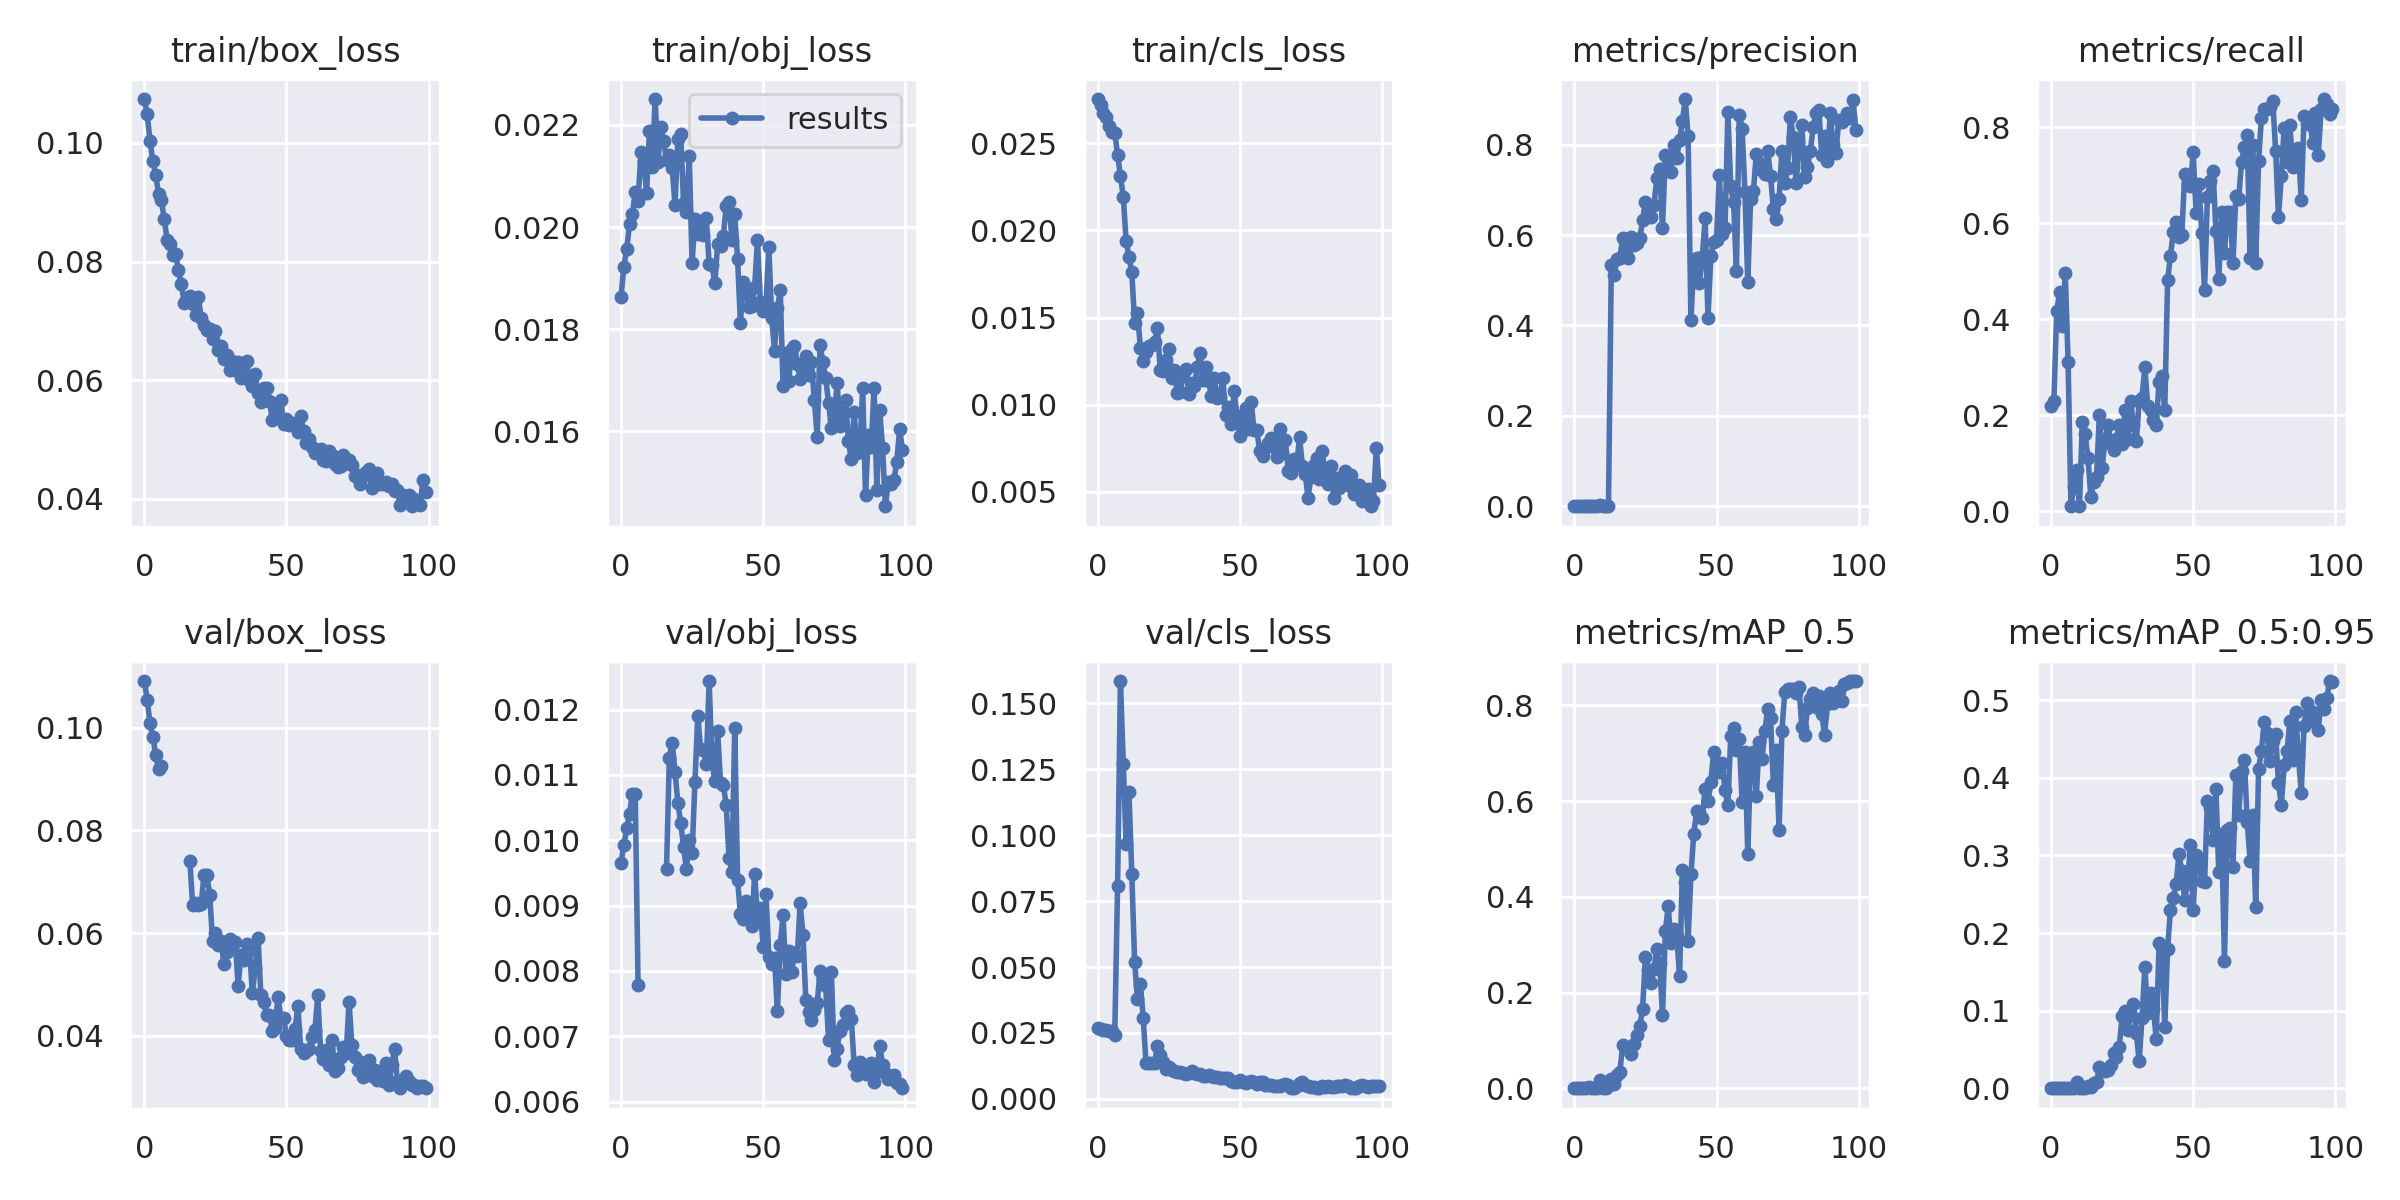 train/box_loss
0.10
0.08
0.06
0.04
0 50 100
train/obj_loss
results
0.022
0.020
0.018
0.016
0 50 100
train/cls_loss
0.025
0.020
0.015
0.010
0.005
0 50 100
metrics/precision
0.8
0.6
0.4
0.2
0.0
0 50 100
metrics/recall
0.8
0.6
0.4
0.2
0.0
0 50 100
val/box_loss
0.10
0.08
0.06
0.04
0 50 100
val/obj_loss
0.012
0.011
0.010
0.009
0.008
0.007
0.006
0 50 100
val/cls_loss
0.150
0.125
0.100
0.075
0.050
0.025
0.000
0 50 100
metrics/mAP_0.5
0.8
0.6
0.4
0.2
0.0
0 50 100
metrics/mAP_0.5:0.95
0.5
0.4
0.3
0.2
0.1
0.0
0 50 100